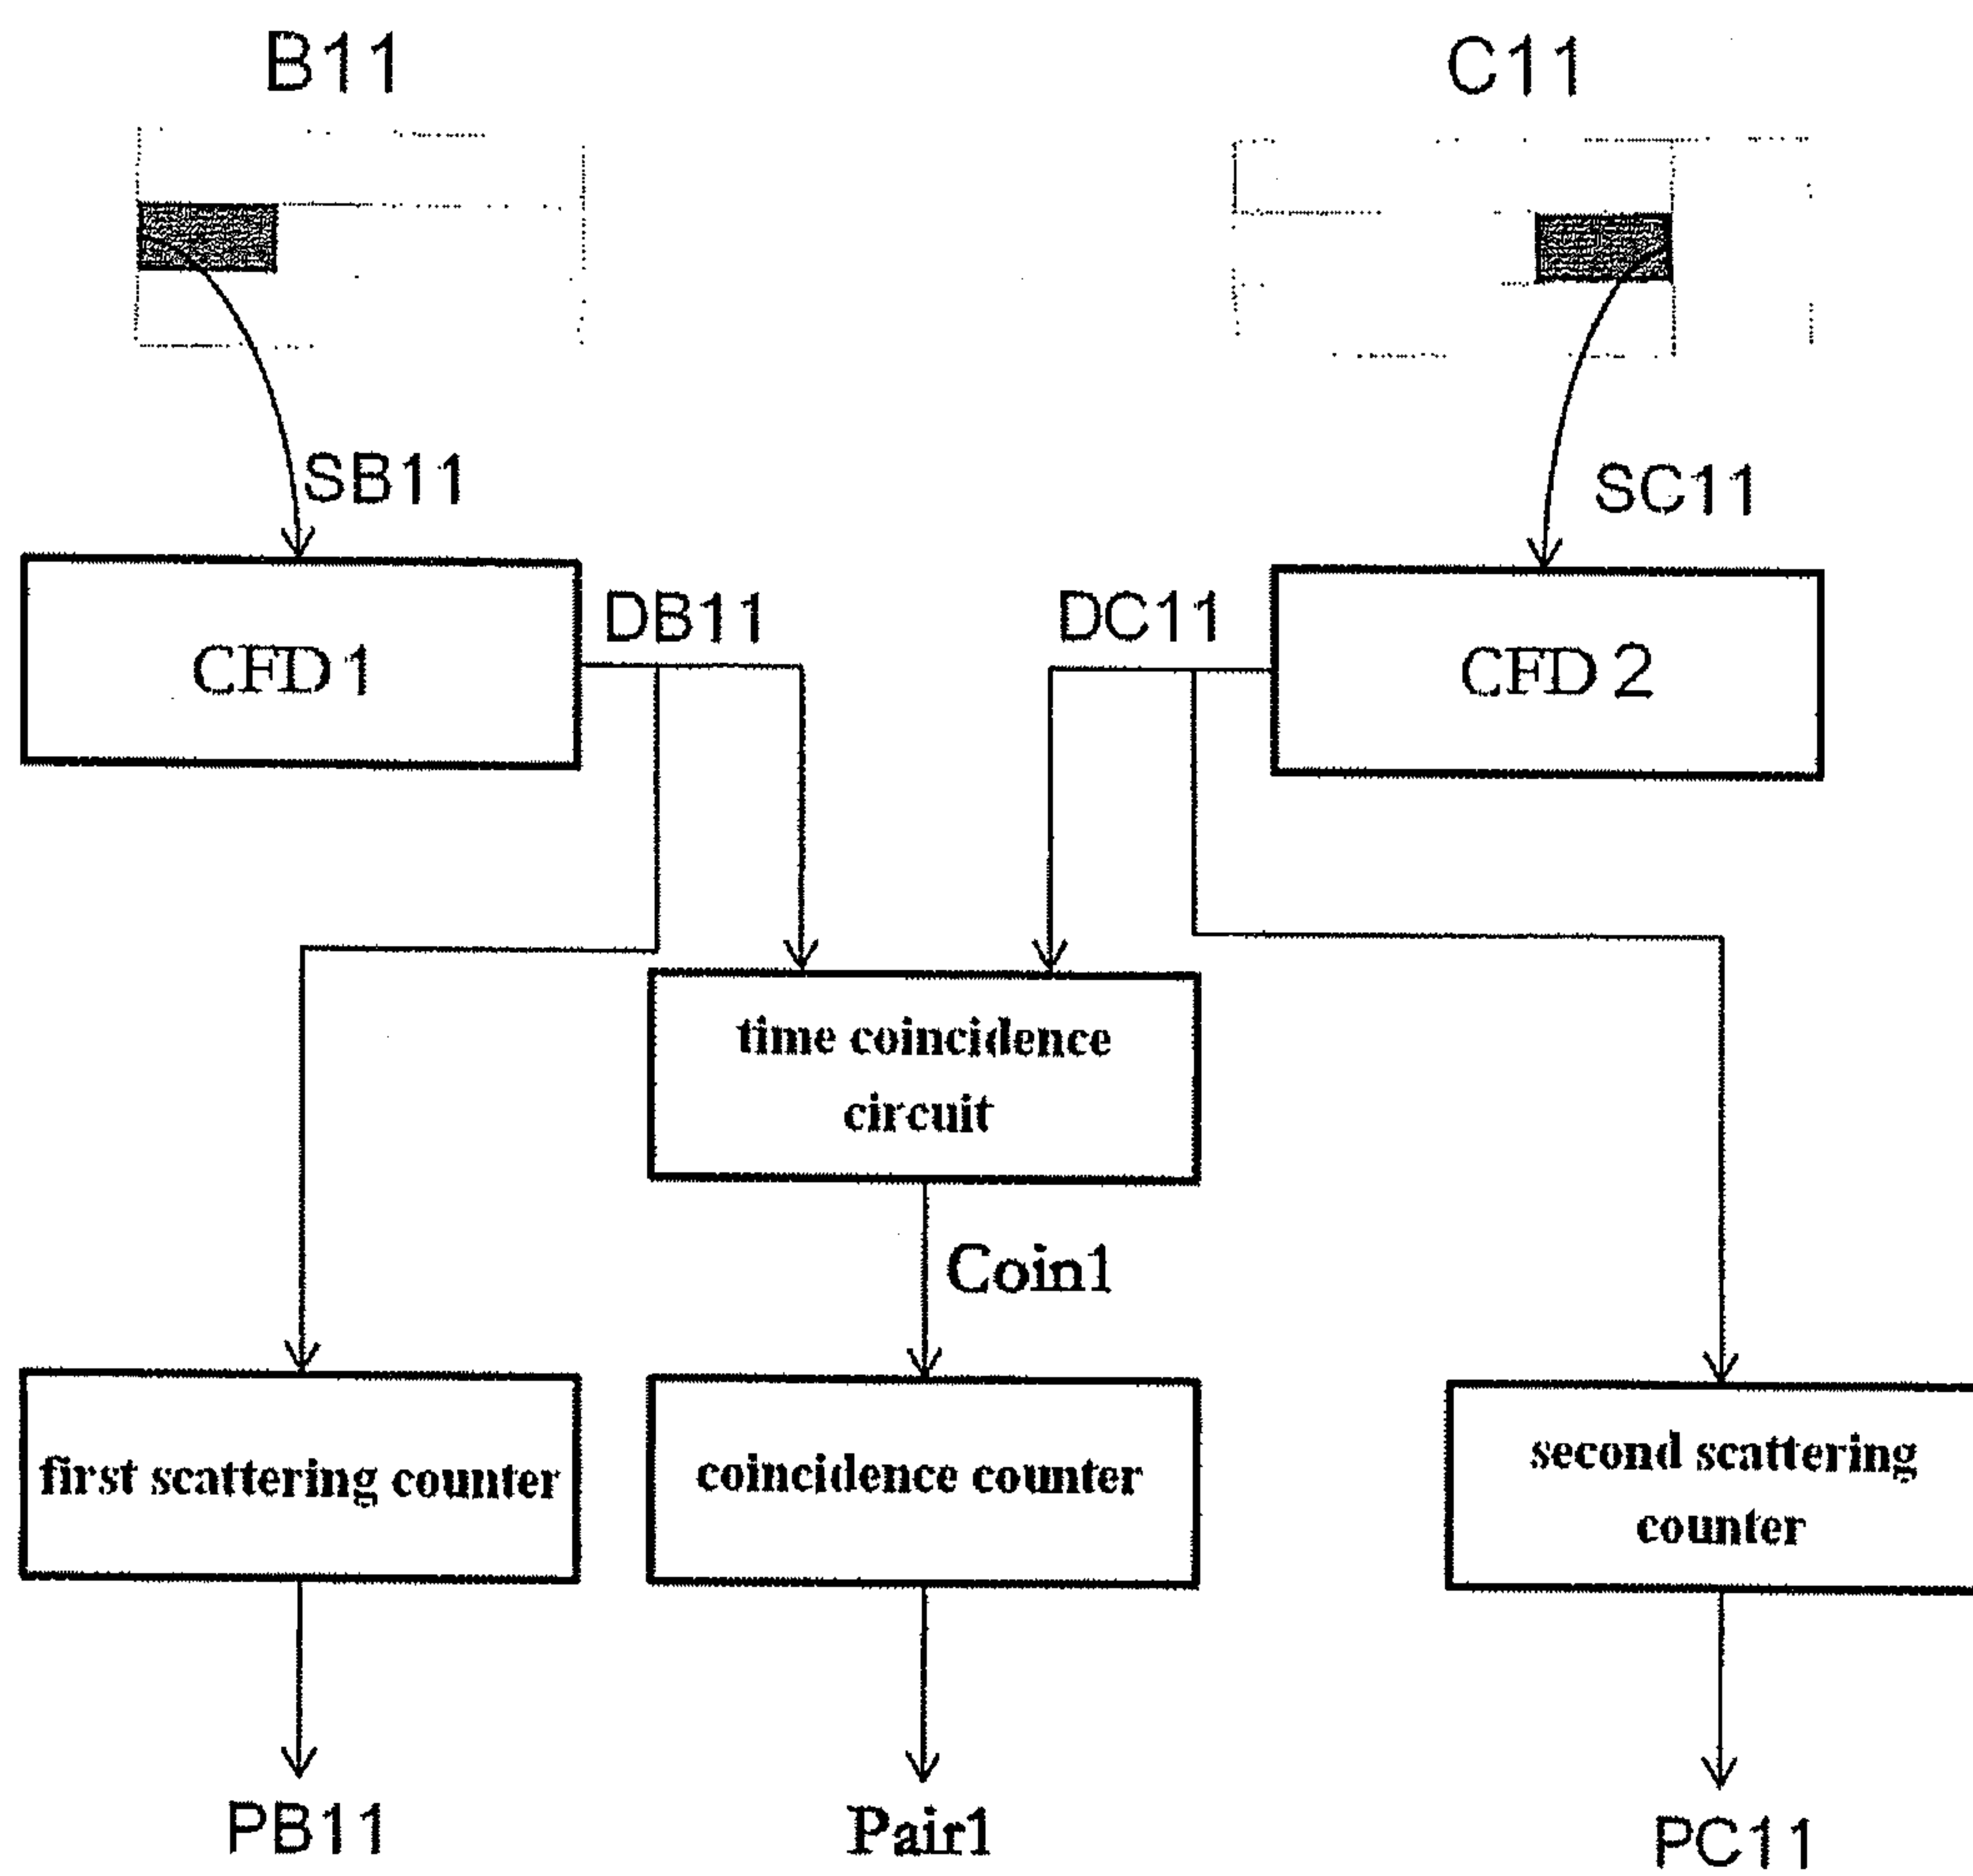 B11
C11
SB11
SC11
DB11
DC11
CFD 1
CFD 2
time coincidence
circuit
Coin1
first scattering counter
coincidence counter
second scattering
counter
PB11
Pair1
PC11